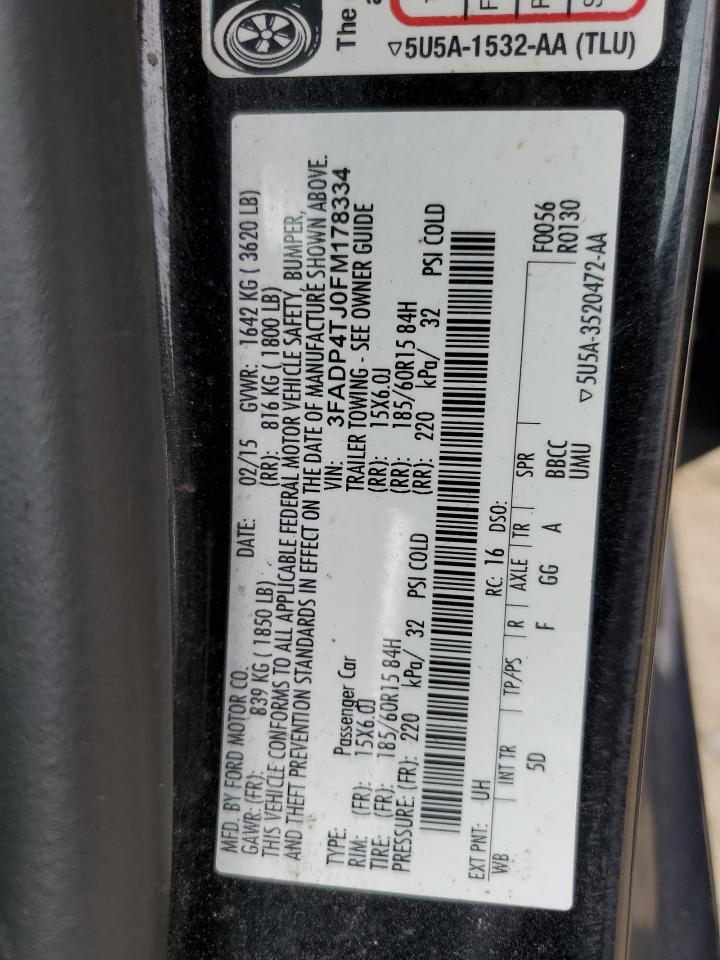 The
▽5U5A-1532-AA (TLU)
MFD. BY FORD MOTOR CO. DATE: 02/15 GVWR: 1642 KG ( 3620 LB)
GAWR: (FR): 839 KG ( 1850 LB) (RR): 816 KG ( 1800 LB)
THIS VEHICLE CONFORMS TO ALL APPLICABLE FEDERAL MOTOR VEHICLE SAFETY, BUMPER,
AND THEFT PREVENTION STANDARDS IN EFFECT ON THE DATE OF MANUFACTURE SHOWN ABOVE.
VIN: 3FADP4TJ0FM178334
TYPE: Passenger Car TRAILER TOWING - SEE OWNER GUIDE
RIM: (FR): 15X6.0J (RR): 15X6.0J
TIRE: (FR): 185/60R15 84H (RR): 185/60R15 84H
PRESSURE: (FR): 220 kPa/ 32 PSI COLD (RR): 220 kPa/ 32 PSI COLD
EXT PNT: UH RC: 16 DSO: F0056
WB INT TR TP/PS R AXLE TR SPR R0130
5D F GG A BBCC
UMU
▽5U5A-3520472-AA